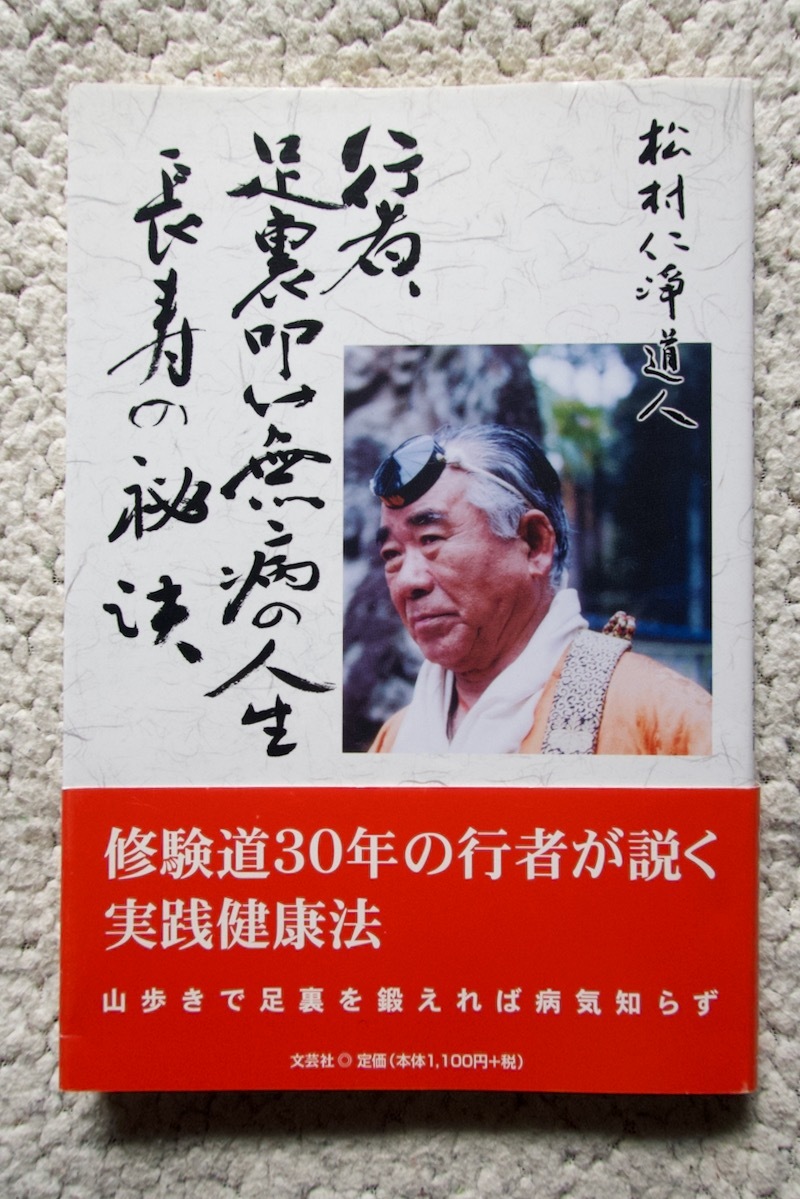 松村仁浄道人
行者、
足裏叩いて無病の人生
長寿の秘訣
修験道30年の行者が説く
実践健康法
山歩きで足裏を鍛えれば病気知らず
文芸社◎定価(本体1,100円+税)